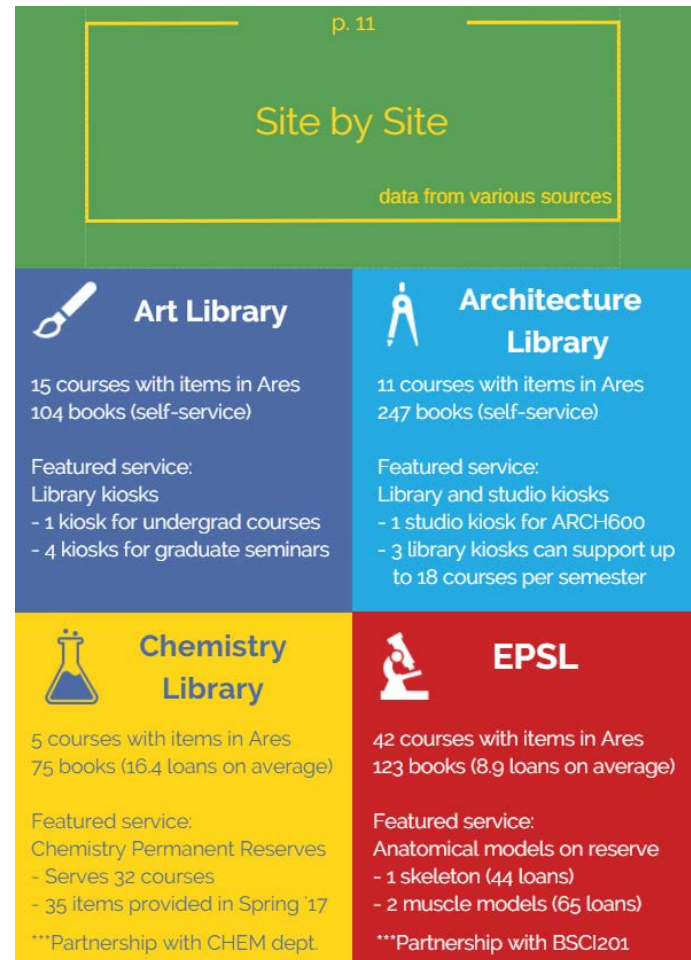 p. 11
Site by Site
data from various sources
Art Library
15 courses with items in Ares
104 books (self-service)
Featured service:
Library kiosks
- 1 kiosk for undergrad courses
- 4 kiosks for graduate seminars
Architecture
Library
11 courses with items in Ares
247 books (self-service)
Featured service:
Library and studio kiosks
- 1 studio kiosk for ARCH600
- 3 library kiosks can support up
to 18 courses per semester
Chemistry
Library
5 courses with items in Ares
75 books (16.4 loans on average)
Featured service:
Chemistry Permanent Reserves
- Serves 32 courses
- 35 items provided in Spring '17
***Partnership with CHEM dept.
EPSL
42 courses with items in Ares
123 books (8.9 loans on average)
Featured service:
Anatomical models on reserve
- 1 skeleton (44 loans)
- 2 muscle models (65 loans)
***Partnership with BSCI201